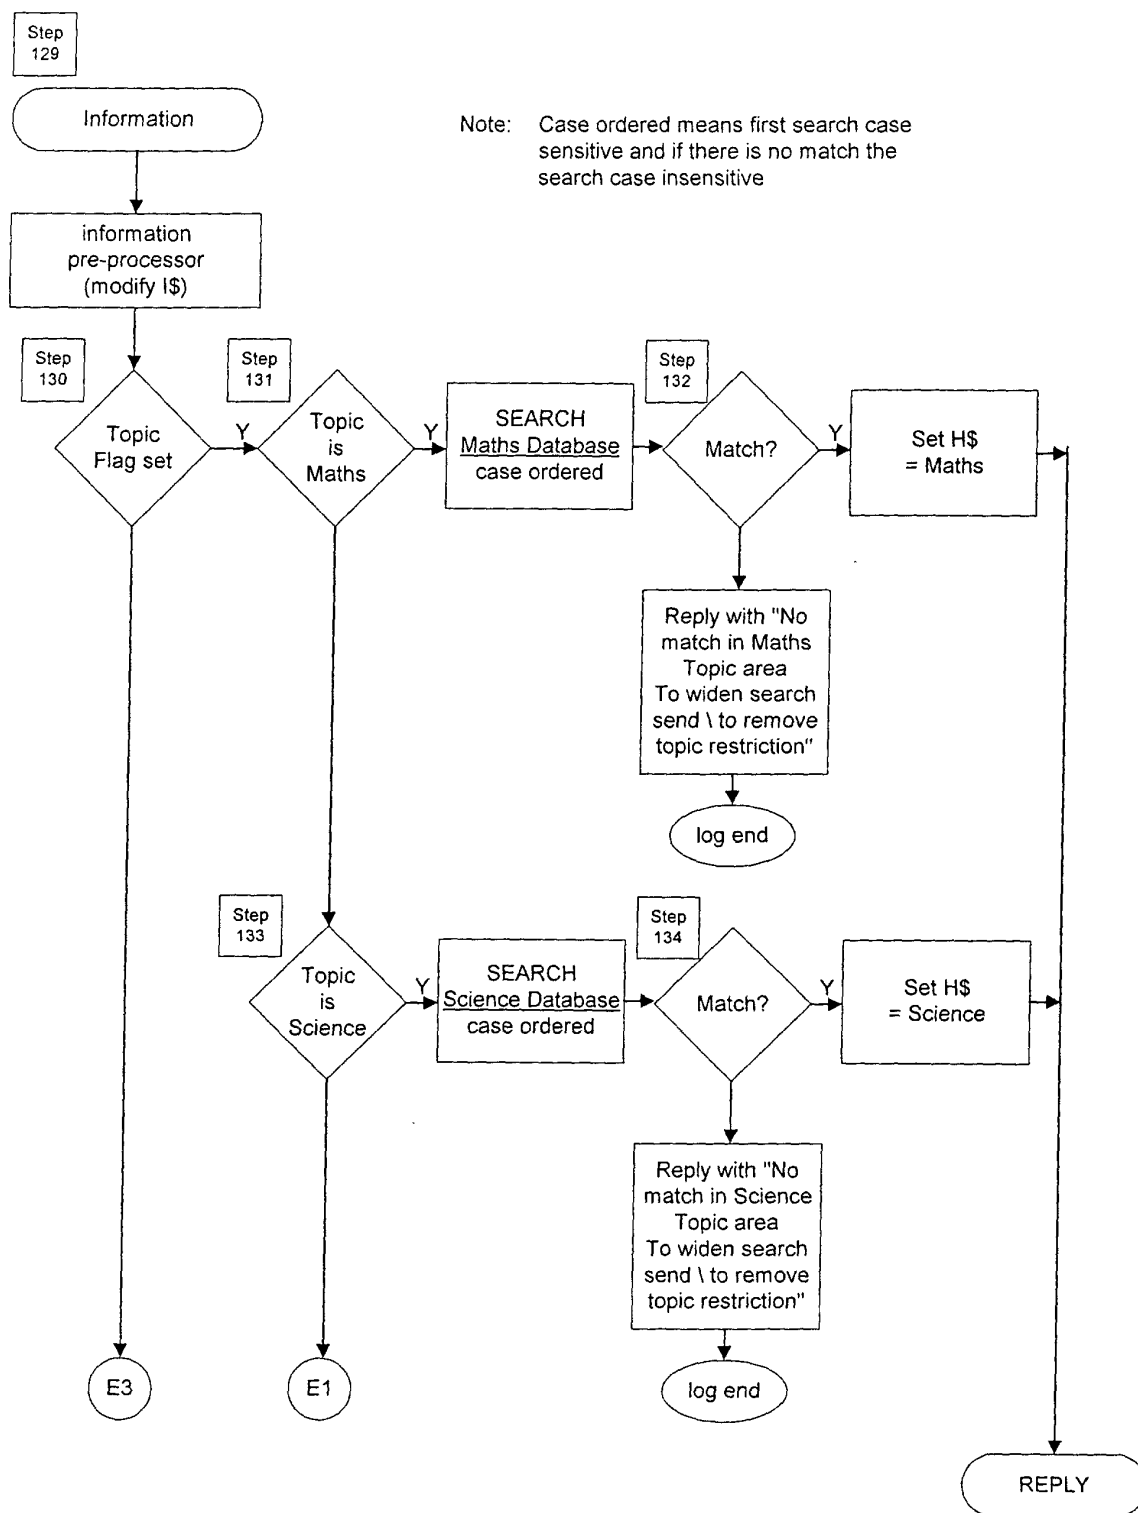 Step
129
Information
Note: Case ordered means first search case
sensitive and if there is no match the
search case insensitive
information
pre-processor
(modify I$)
Step
130
Topic
Flag set
Y
Step
131
Topic
is
Maths
Y
SEARCH
Maths Database
case ordered
Step
132
Match?
Y
Set H$
= Maths
Reply with "No
match in Maths
Topic area
To widen search
send \ to remove
topic restriction"
log end
Step
133
Topic
is
Science
Y
SEARCH
Science Database
case ordered
Step
134
Match?
Y
Set H$
= Science
Reply with "No
match in Science
Topic area
To widen search
send \ to remove
topic restriction"
log end
E3
E1
REPLY